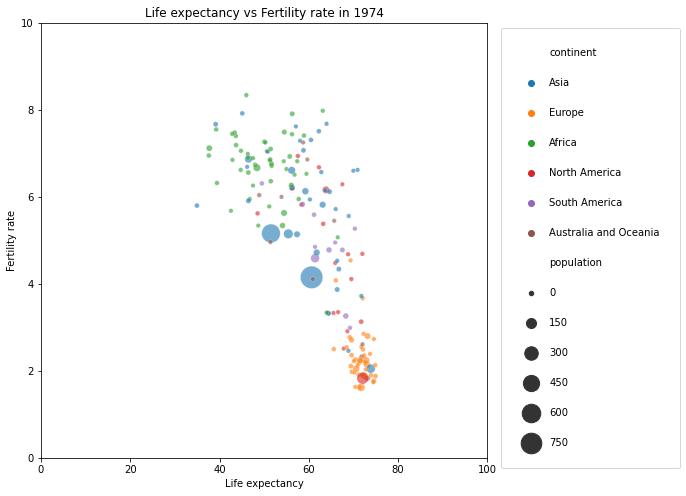 Life expectancy vs Fertility rate in 1974
10
8
6
4
2
0
Fertility rate
0 20 40 60 80 100
Life expectancy
continent
Asia
Europe
Africa
North America
South America
Australia and Oceania
population
0
150
300
450
600
750